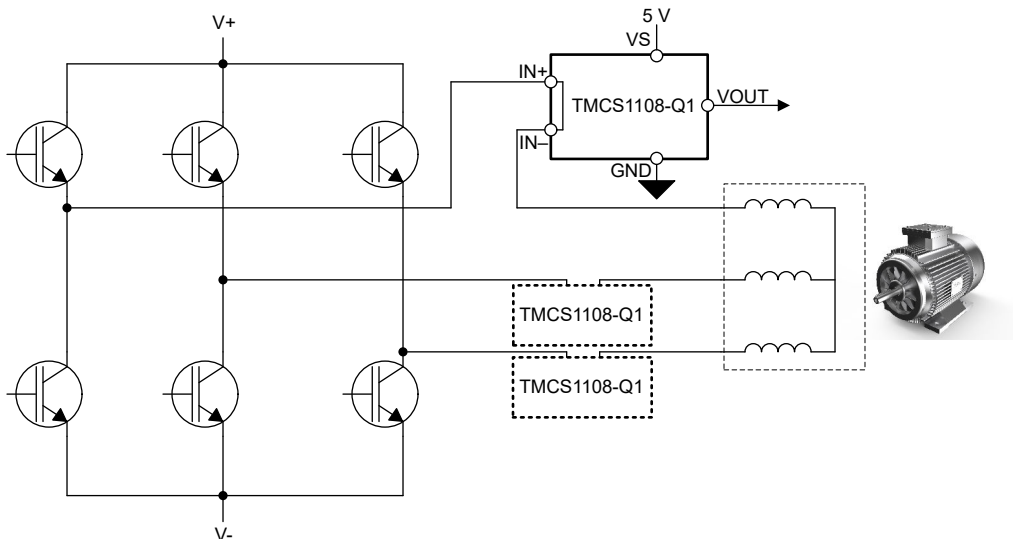 V+
5 V
VS
IN+
TMCS1108-Q1
VOUT
IN–
GND
TMCS1108-Q1
TMCS1108-Q1
V-